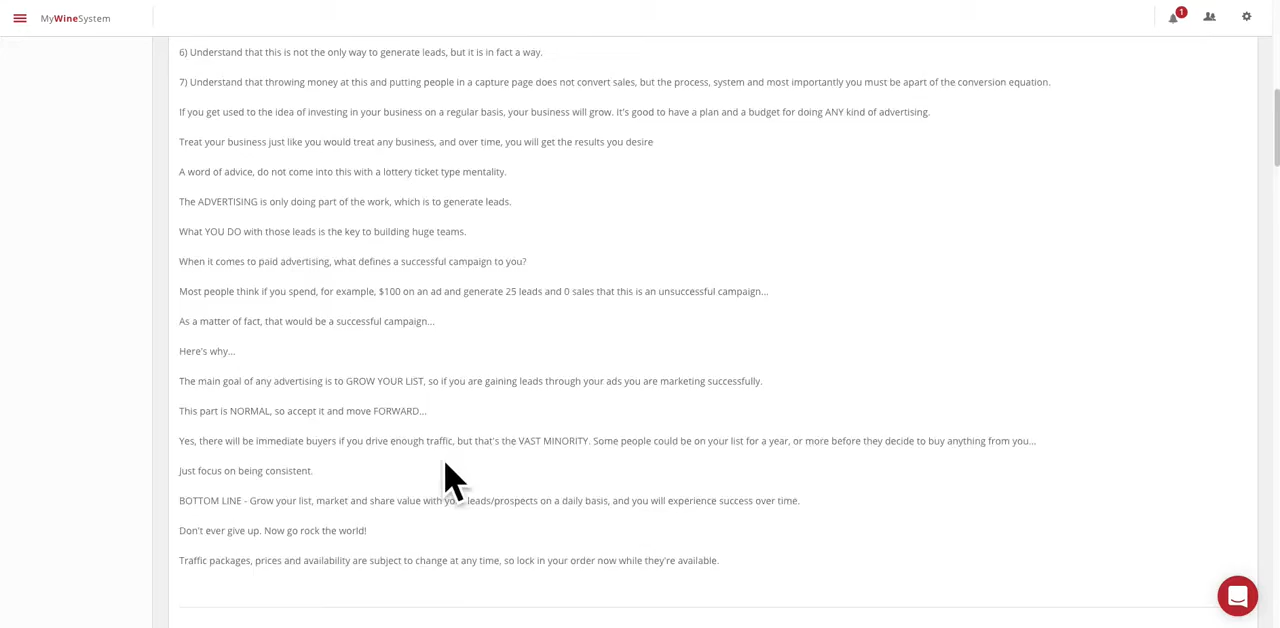 MyWineSystem
1
6) Understand that this is not the only way to generate leads, but it is in fact a way.
7) Understand that throwing money at this and putting people in a capture page does not convert sales, but the process, system and most importantly you must be apart of the conversion equation.
If you get used to the idea of investing in your business on a regular basis, your business will grow. It's good to have a plan and a budget for doing ANY kind of advertising.
Treat your business just like you would treat any business, and over time, you will get the results you desire
A word of advice, do not come into this with a lottery ticket type mentality.
The ADVERTISING is only doing part of the work, which is to generate leads.
What YOU DO with those leads is the key to building huge teams.
When it comes to paid advertising, what defines a successful campaign to you?
Most people think if you spend, for example, $100 on an ad and generate 25 leads and 0 sales that this is an unsuccessful campaign...
As a matter of fact, that would be a successful campaign...
Here's why...
The main goal of any advertising is to GROW YOUR LIST, so if you are gaining leads through your ads you are marketing successfully.
This part is NORMAL, so accept it and move FORWARD...
Yes, there will be immediate buyers if you drive enough traffic, but that's the VAST MINORITY. Some people could be on your list for a year, or more before they decide to buy anything from you...
Just focus on being consistent.
BOTTOM LINE - Grow your list, market and share value with leads/prospects on a daily basis, and you will experience success over time.
Don't ever give up. Now go rock the world!
Traffic packages, prices and availability are subject to change at any time, so lock in your order now while they're available.